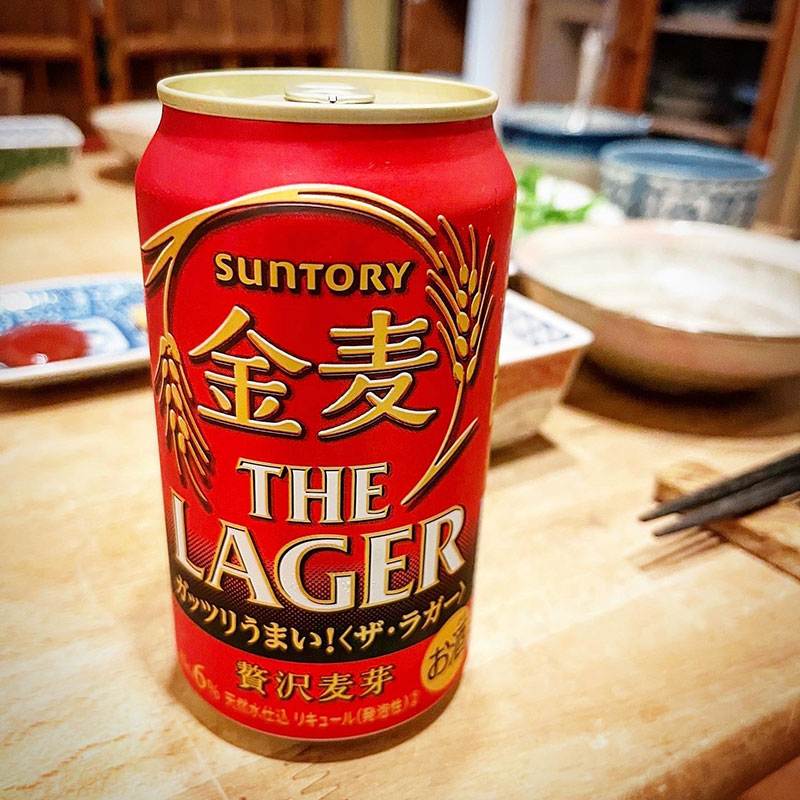 SUNTORY
金麦
THE
LAGER
ガッツリうまい!〈ザ・ラガー〉
贅沢麦芽
お酒
6%
天然水仕込 リキュール(発泡性)②